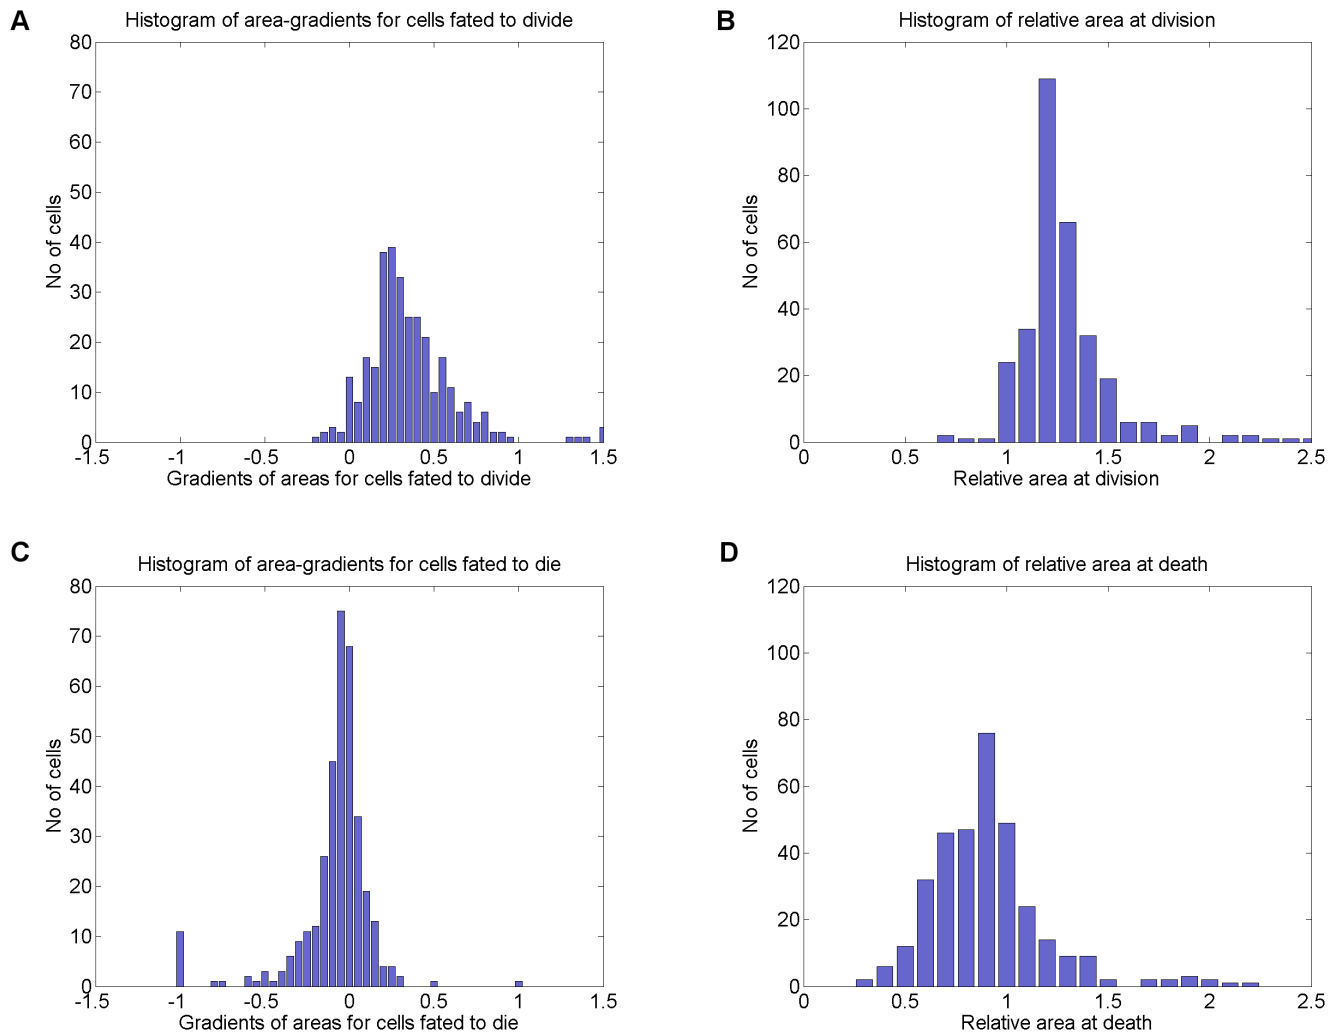 A
Histogram of area-gradients for cells fated to divide
80
70
60
50
40
30
20
10
0
No of cells
-1.5 -1 -0.5 0 0.5 1 1.5
Gradients of areas for cells fated to divide
B
Histogram of relative area at division
120
100
80
60
40
20
0
No of cells
0 0.5 1 1.5 2 2.5
Relative area at division
C
Histogram of area-gradients for cells fated to die
80
70
60
50
40
30
20
10
0
No of cells
-1.5 -1 -0.5 0 0.5 1 1.5
Gradients of areas for cells fated to die
D
Histogram of relative area at death
120
100
80
60
40
20
0
No of cells
0 0.5 1 1.5 2 2.5
Relative area at death